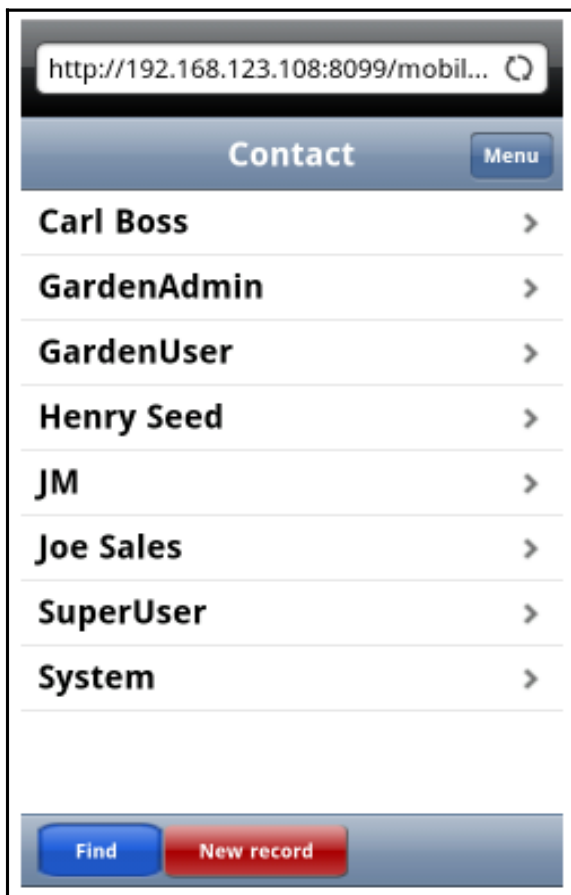 http://192.168.123.108:8099/mobil...
Contact Menu
Carl Boss
GardenAdmin
GardenUser
Henry Seed
JM
Joe Sales
SuperUser
System
Find New record